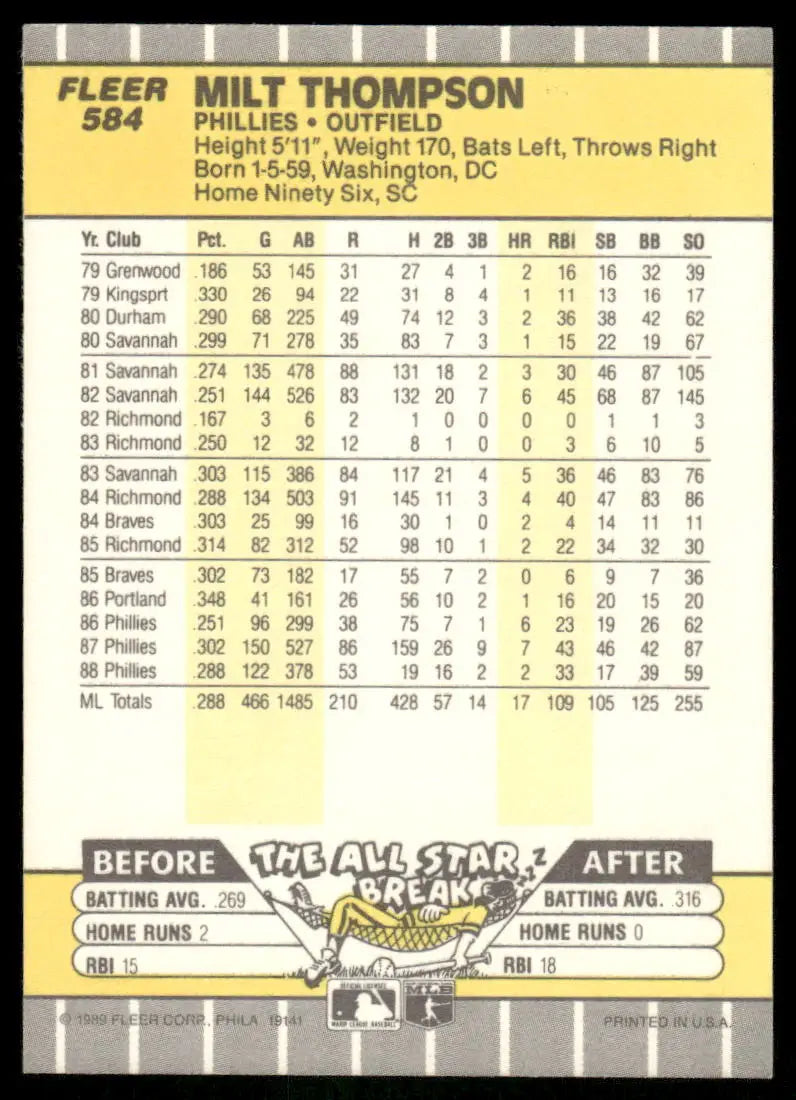 FLEER
584
MILT THOMPSON
PHILLIES • OUTFIELD
Height 5'11", Weight 170, Bats Left, Throws Right
Born 1-5-59, Washington, DC
Home Ninety Six, SC
Yr. Club Pct. G AB R H 2B 3B HR RBI SB BB SO
79 Grenwood .186 53 145 31 27 4 1 2 16 16 32 39
79 Kingsprt .330 26 94 22 31 8 4 1 11 13 16 17
80 Durham .290 68 225 49 74 12 3 2 36 38 42 62
80 Savannah .299 71 278 35 83 7 3 1 15 22 19 67
81 Savannah .274 135 478 88 131 18 2 3 30 46 87 105
82 Savannah .251 144 526 83 132 20 7 6 45 68 87 145
82 Richmond .167 3 6 2 1 0 0 0 0 1 1 3
83 Richmond .250 12 32 12 8 1 0 0 3 6 10 5
83 Savannah .303 115 386 84 117 21 4 5 36 46 83 76
84 Richmond .288 134 503 91 145 11 3 4 40 47 83 86
84 Braves .303 25 99 16 30 1 0 2 4 14 11 11
85 Richmond .314 82 312 52 98 10 1 2 22 34 32 30
85 Braves .302 73 182 17 55 7 2 0 6 9 7 36
86 Portland .348 41 161 26 56 10 2 1 16 20 15 20
86 Phillies .251 96 299 38 75 7 1 6 23 19 26 62
87 Phillies .302 150 527 86 159 26 9 7 43 46 42 87
88 Phillies .288 122 378 53 19 16 2 2 33 17 39 59
ML Totals .288 466 1485 210 428 57 14 17 109 105 125 255
BEFORE THE ALL STAR BREAK ZZZZ AFTER
BATTING AVG. .269 BATTING AVG. .316
HOME RUNS 2 HOME RUNS 0
RBI 15 RBI 18
OFFICIAL LICENSEE
MAJOR LEAGUE BASEBALL
MLB
© 1989 FLEER CORP., PHILA 19141 PRINTED IN U.S.A.